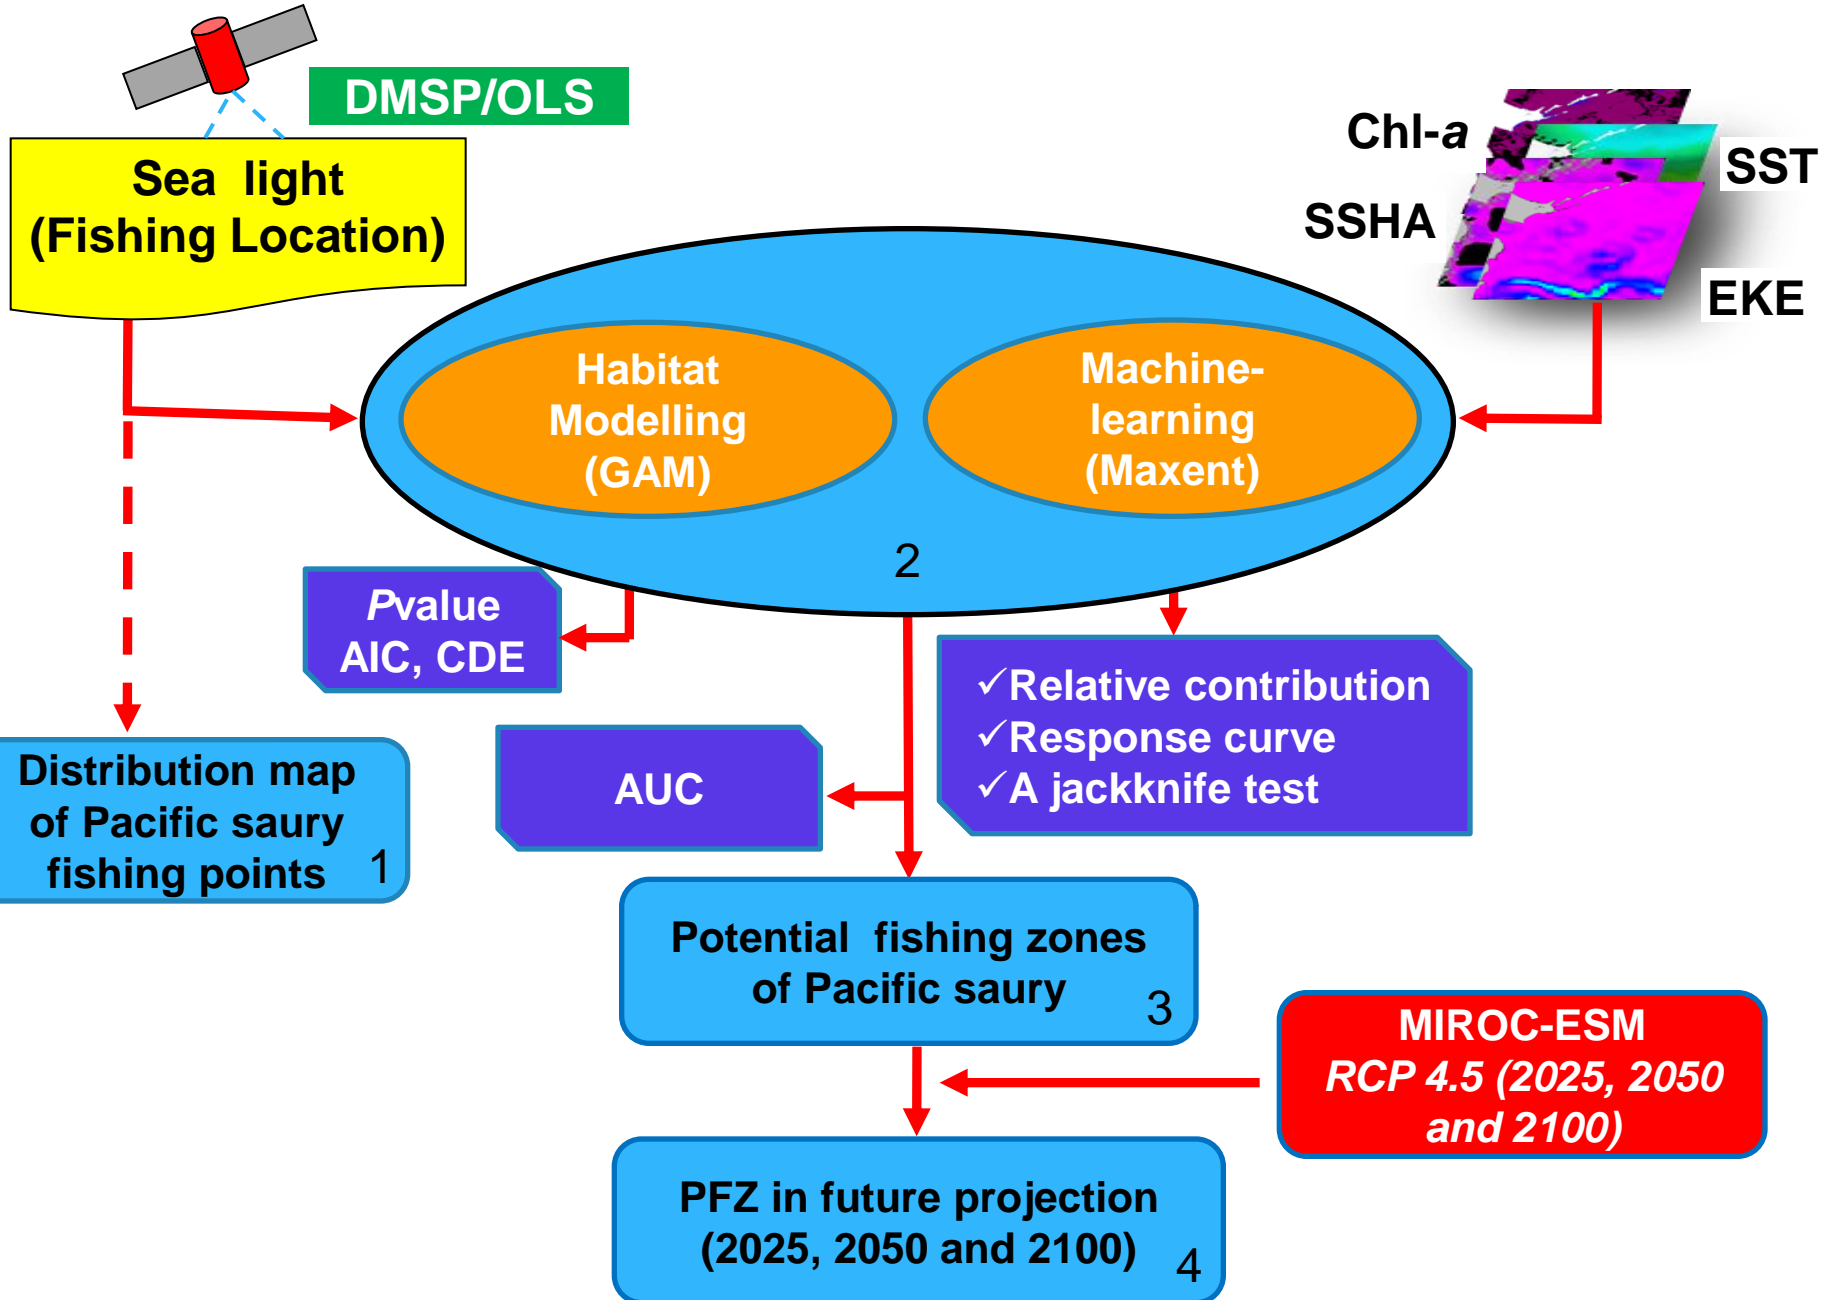 DMSP/OLS
Sea light
(Fishing Location)
Chl-a
SST
SSHA
EKE
Habitat
Modelling
(GAM)
Machine-
learning
(Maxent)
2
Pvalue
AIC, CDE
✓Relative contribution
✓Response curve
✓A jackknife test
AUC
Distribution map
of Pacific saury
fishing points
1
Potential fishing zones
of Pacific saury
3
MIROC-ESM
RCP 4.5 (2025, 2050
and 2100)
PFZ in future projection
(2025, 2050 and 2100)
4